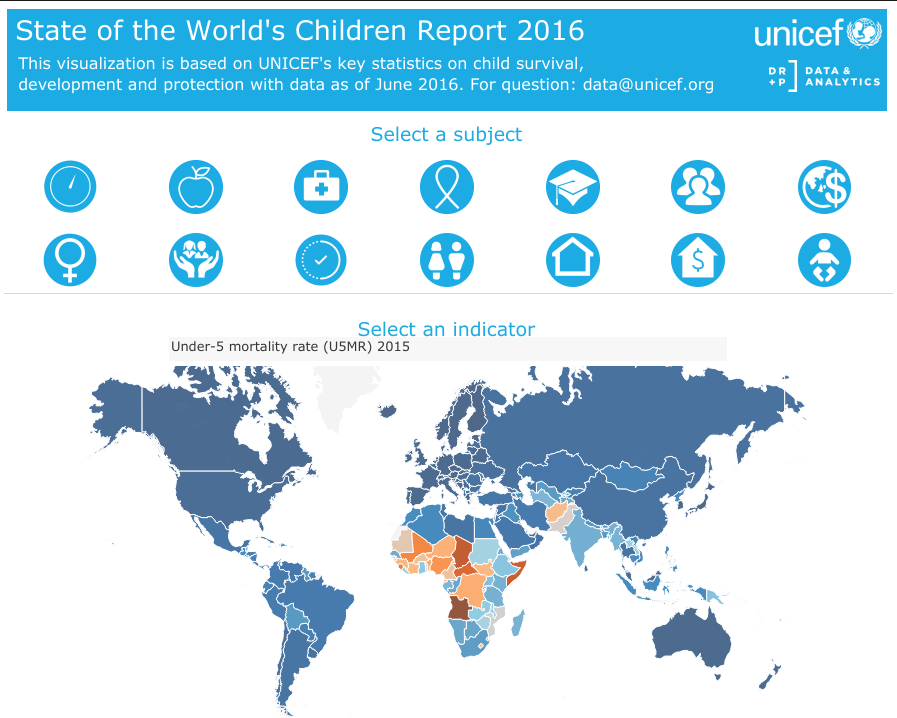 State of the World's Children Report 2016
This visualization is based on UNICEF's key statistics on child survival,
development and protection with data as of June 2016. For question: data@unicef.org
unicef
DR
+P
DATA &
ANALYTICS
Select a subject
$
$
Select an indicator
Under-5 mortality rate (U5MR) 2015